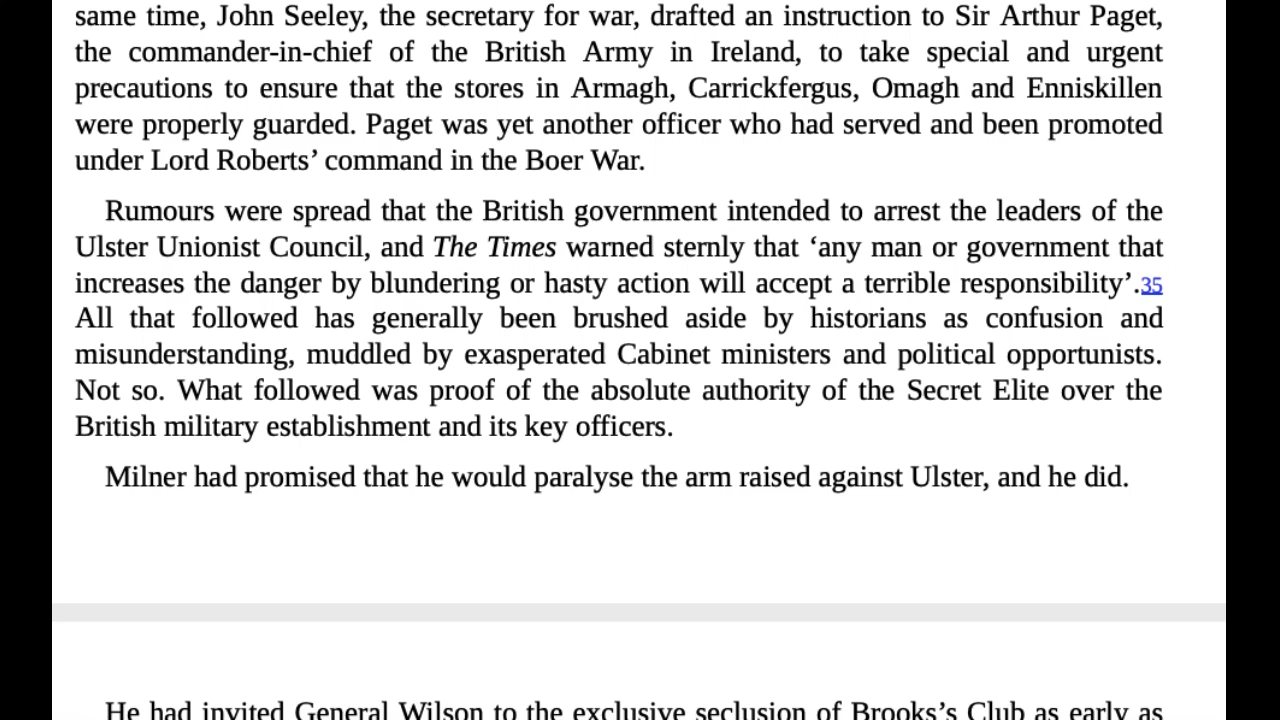 same time, John Seeley, the secretary for war, drafted an instruction to Sir Arthur Paget,
the commander-in-chief of the British Army in Ireland, to take special and urgent
precautions to ensure that the stores in Armagh, Carrickfergus, Omagh and Enniskillen
were properly guarded. Paget was yet another officer who had served and been promoted
under Lord Roberts’ command in the Boer War.
Rumours were spread that the British government intended to arrest the leaders of the
Ulster Unionist Council, and The Times warned sternly that ‘any man or government that
increases the danger by blundering or hasty action will accept a terrible responsibility’.35
All that followed has generally been brushed aside by historians as confusion and
misunderstanding, muddled by exasperated Cabinet ministers and political opportunists.
Not so. What followed was proof of the absolute authority of the Secret Elite over the
British military establishment and its key officers.
Milner had promised that he would paralyse the arm raised against Ulster, and he did.
He had invited General Wilson to the exclusive seclusion of Brooks’s Club as early as